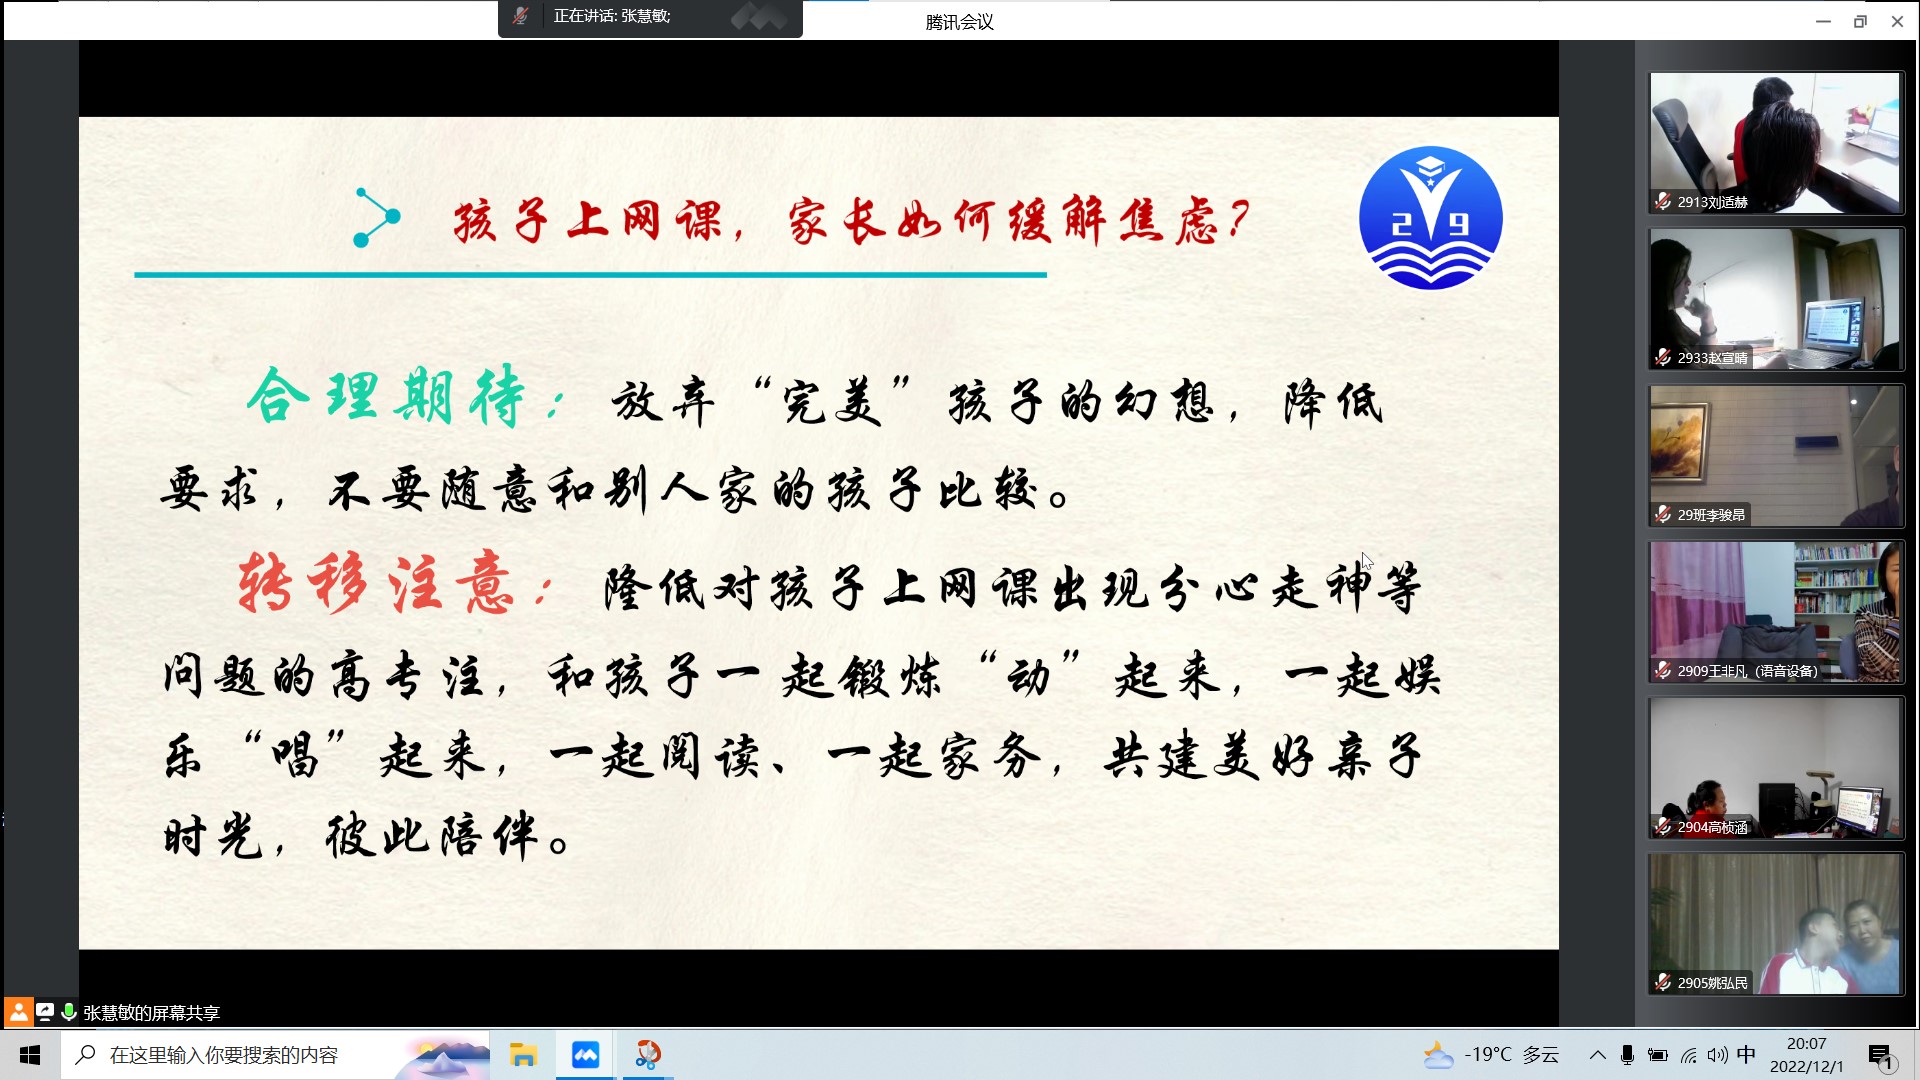 正在讲话: 张慧敏;
腾讯会议
孩子上网课，家长如何缓解焦虑？
2 9
合理期待：放弃“完美”孩子的幻想，降低
要求，不要随意和别人家的孩子比较。
转移注意：降低对孩子上网课出现分心走神等
问题的高专注，和孩子一起锻炼“动”起来，一起娱
乐“唱”起来，一起阅读、一起家务，共建美好亲子
时光，彼此陪伴。
2913刘适赫
2933赵宣晴
29班李骏昂
2909王非凡（语音设备）
2904高桢涵
2905姚弘民
张慧敏的屏幕共享
在这里输入你要搜索的内容
-19°C 多云
中
20:07
2022/12/1
1